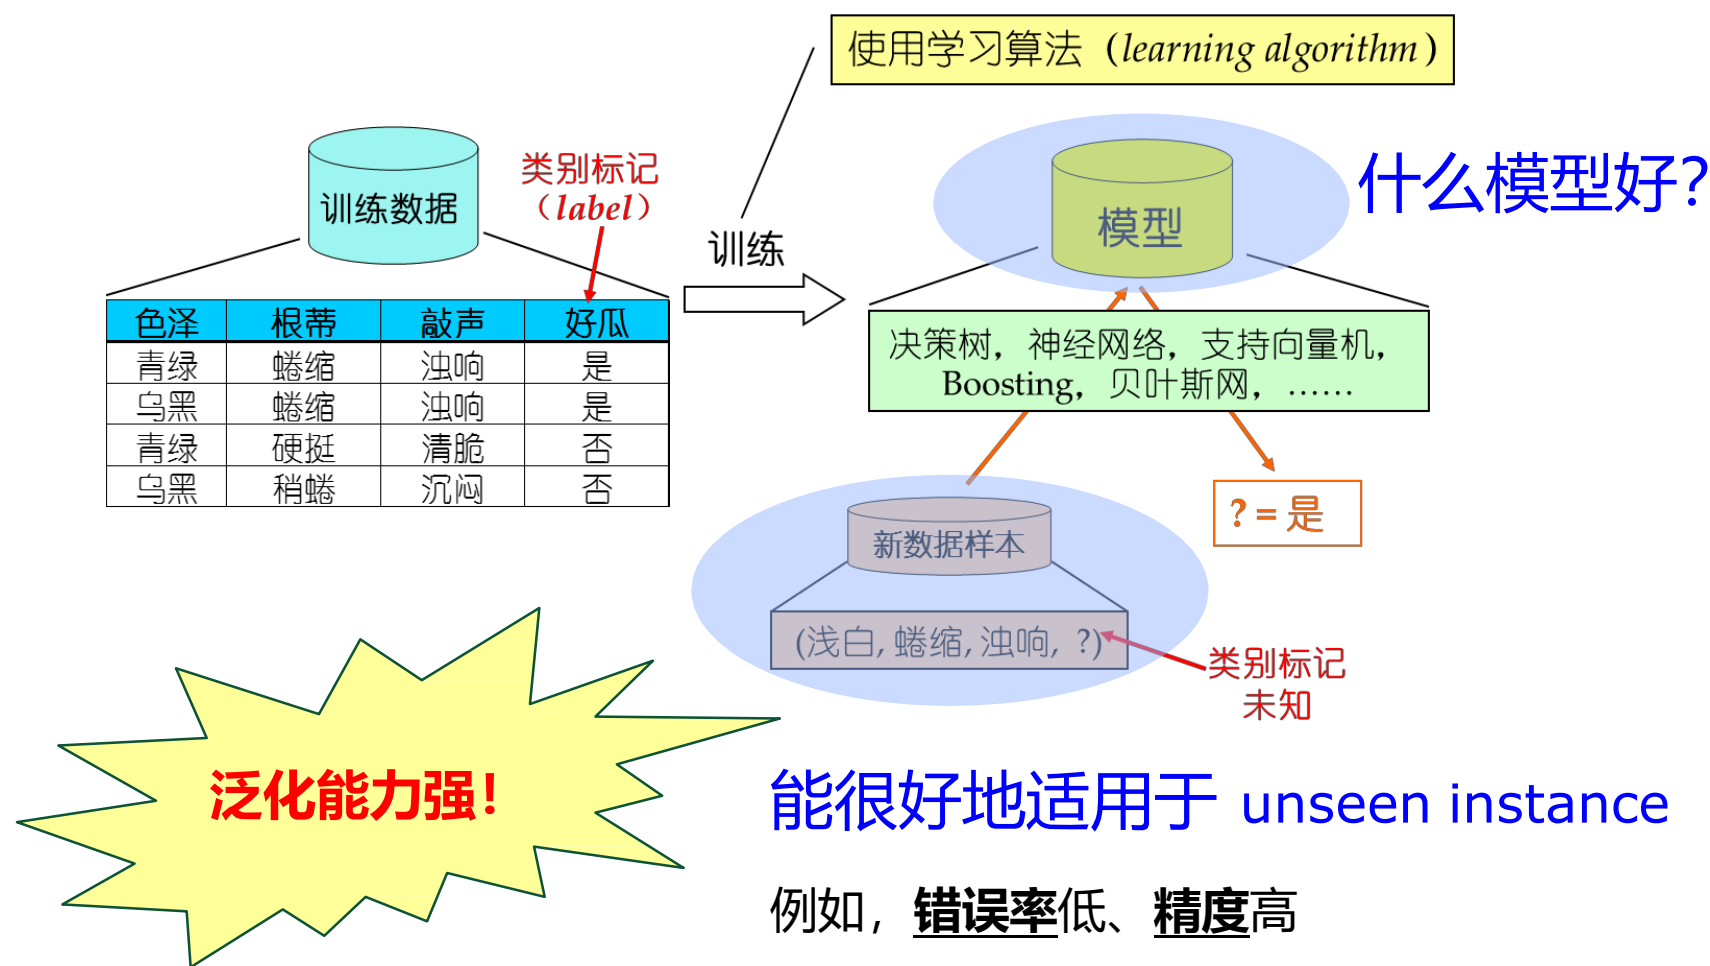 使用学习算法（learning algorithm）
类别标记
（label）
训练数据
训练
模型
什么模型好？
色泽 根蒂 敲声 好瓜
青绿 蜷缩 浊响 是
乌黑 蜷缩 浊响 是
青绿 硬挺 清脆 否
乌黑 稍蜷 沉闷 否
决策树，神经网络，支持向量机，
Boosting，贝叶斯网，……
? = 是
新数据样本
(浅白, 蜷缩, 浊响, ?)
类别标记
未知
泛化能力强！
能很好地适用于 unseen instance
例如，错误率低、精度高